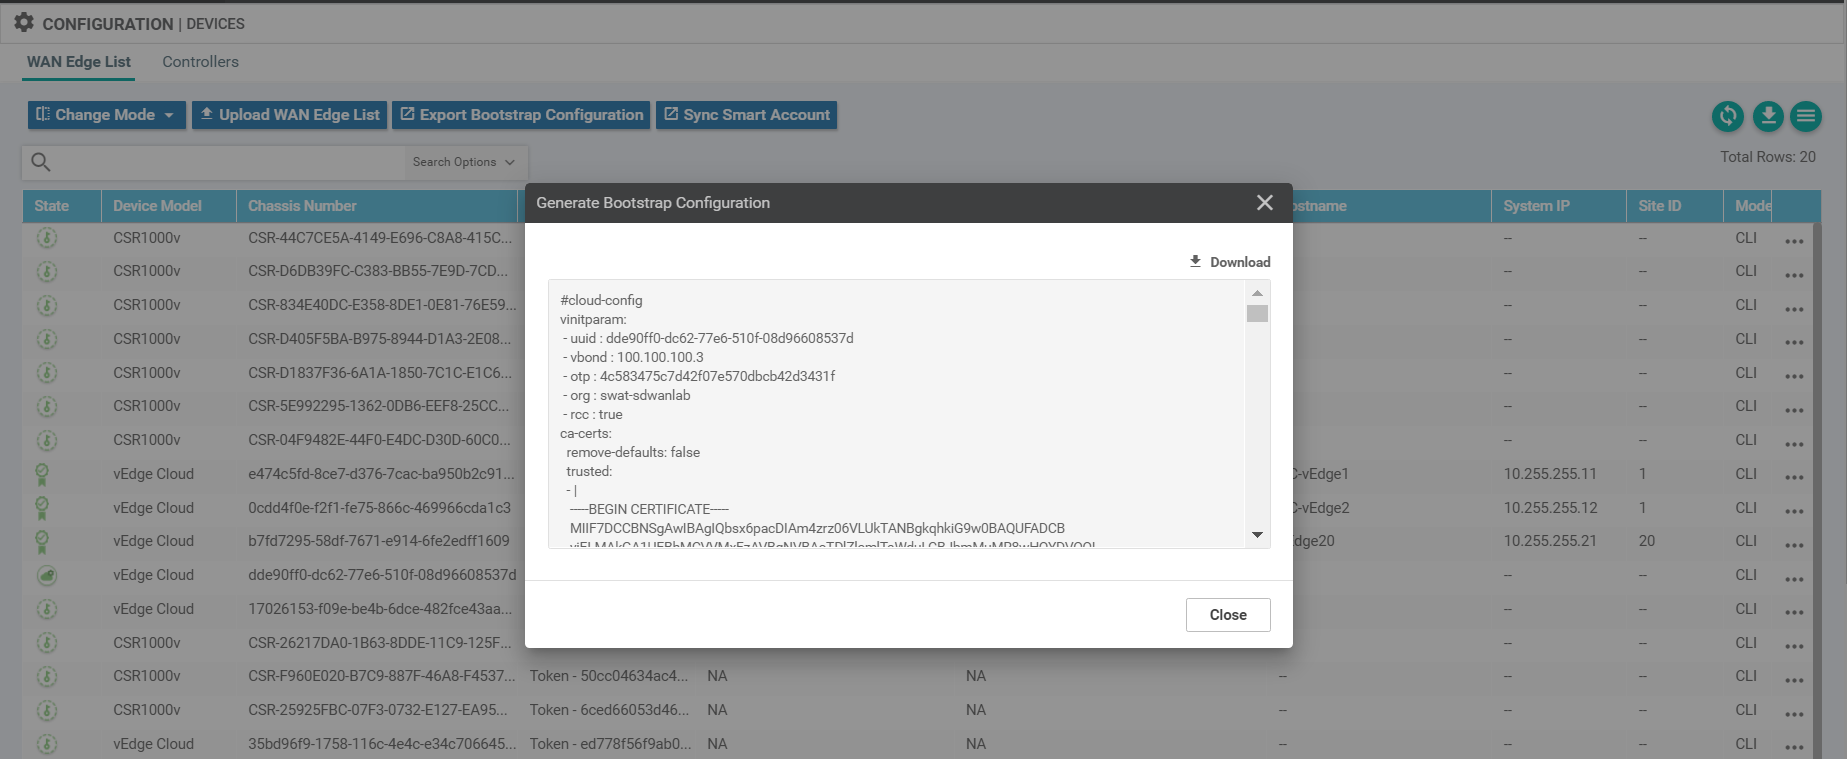 CONFIGURATION | DEVICES
WAN Edge List Controllers
Change Mode Upload WAN Edge List Export Bootstrap Configuration Sync Smart Account
Search Options
Total Rows: 20
State Device Model Chassis Number ostname System IP Site ID Mode
Generate Bootstrap Configuration
Download
#cloud-config
vinitparam:
- uuid : dde90ff0-dc62-77e6-510f-08d96608537d
- vbond : 100.100.100.3
- otp : 4c583475c7d42f07e570dbcb42d3431f
- org : swat-sdwanlab
- rcc : true
ca-certs:
remove-defaults: false
trusted:
- |
-----BEGIN CERTIFICATE-----
MIIF7DCCBNSgAwIBAgIQbsx6pacDIAm4zrz06VLUkTANBgkqhkiG9w0BAQUFADCB
Close
CSR1000v CSR-44C7CE5A-4149-E696-C8A8-415C... -- -- CLI
CSR1000v CSR-D6DB39FC-C383-BB55-7E9D-7CD... -- -- CLI
CSR1000v CSR-834E40DC-E358-8DE1-0E81-76E59... -- -- CLI
CSR1000v CSR-D405F5BA-B975-8944-D1A3-2E08... -- -- CLI
CSR1000v CSR-D1837F36-6A1A-1850-7C1C-E1C6... -- -- CLI
CSR1000v CSR-5E992295-1362-0DB6-EEF8-25CC... -- -- CLI
CSR1000v CSR-04F9482E-44F0-E4DC-D30D-60C0... -- -- CLI
vEdge Cloud e474c5fd-8ce7-d376-7cac-ba950b2c91... C-vEdge1 10.255.255.11 1 CLI
vEdge Cloud 0cdd4f0e-f2f1-fe75-866c-469966cda1c3 C-vEdge2 10.255.255.12 1 CLI
vEdge Cloud b7fd7295-58df-7671-e914-6fe2edff1609 dge20 10.255.255.21 20 CLI
vEdge Cloud dde90ff0-dc62-77e6-510f-08d96608537d -- -- CLI
vEdge Cloud 17026153-f09e-be4b-6dce-482fce43aa... -- -- CLI
CSR1000v CSR-26217DA0-1B63-8DDE-11C9-125F... -- -- CLI
CSR1000v CSR-F960E020-B7C9-887F-46A8-F4537... Token - 50cc04634ac4... NA NA -- -- -- CLI
CSR1000v CSR-25925FBC-07F3-0732-E127-EA95... Token - 6ced66053d46... NA NA -- -- -- CLI
vEdge Cloud 35bd96f9-1758-116c-4e4c-e34c706645... Token - ed778f56f9ab0... NA NA -- -- -- CLI